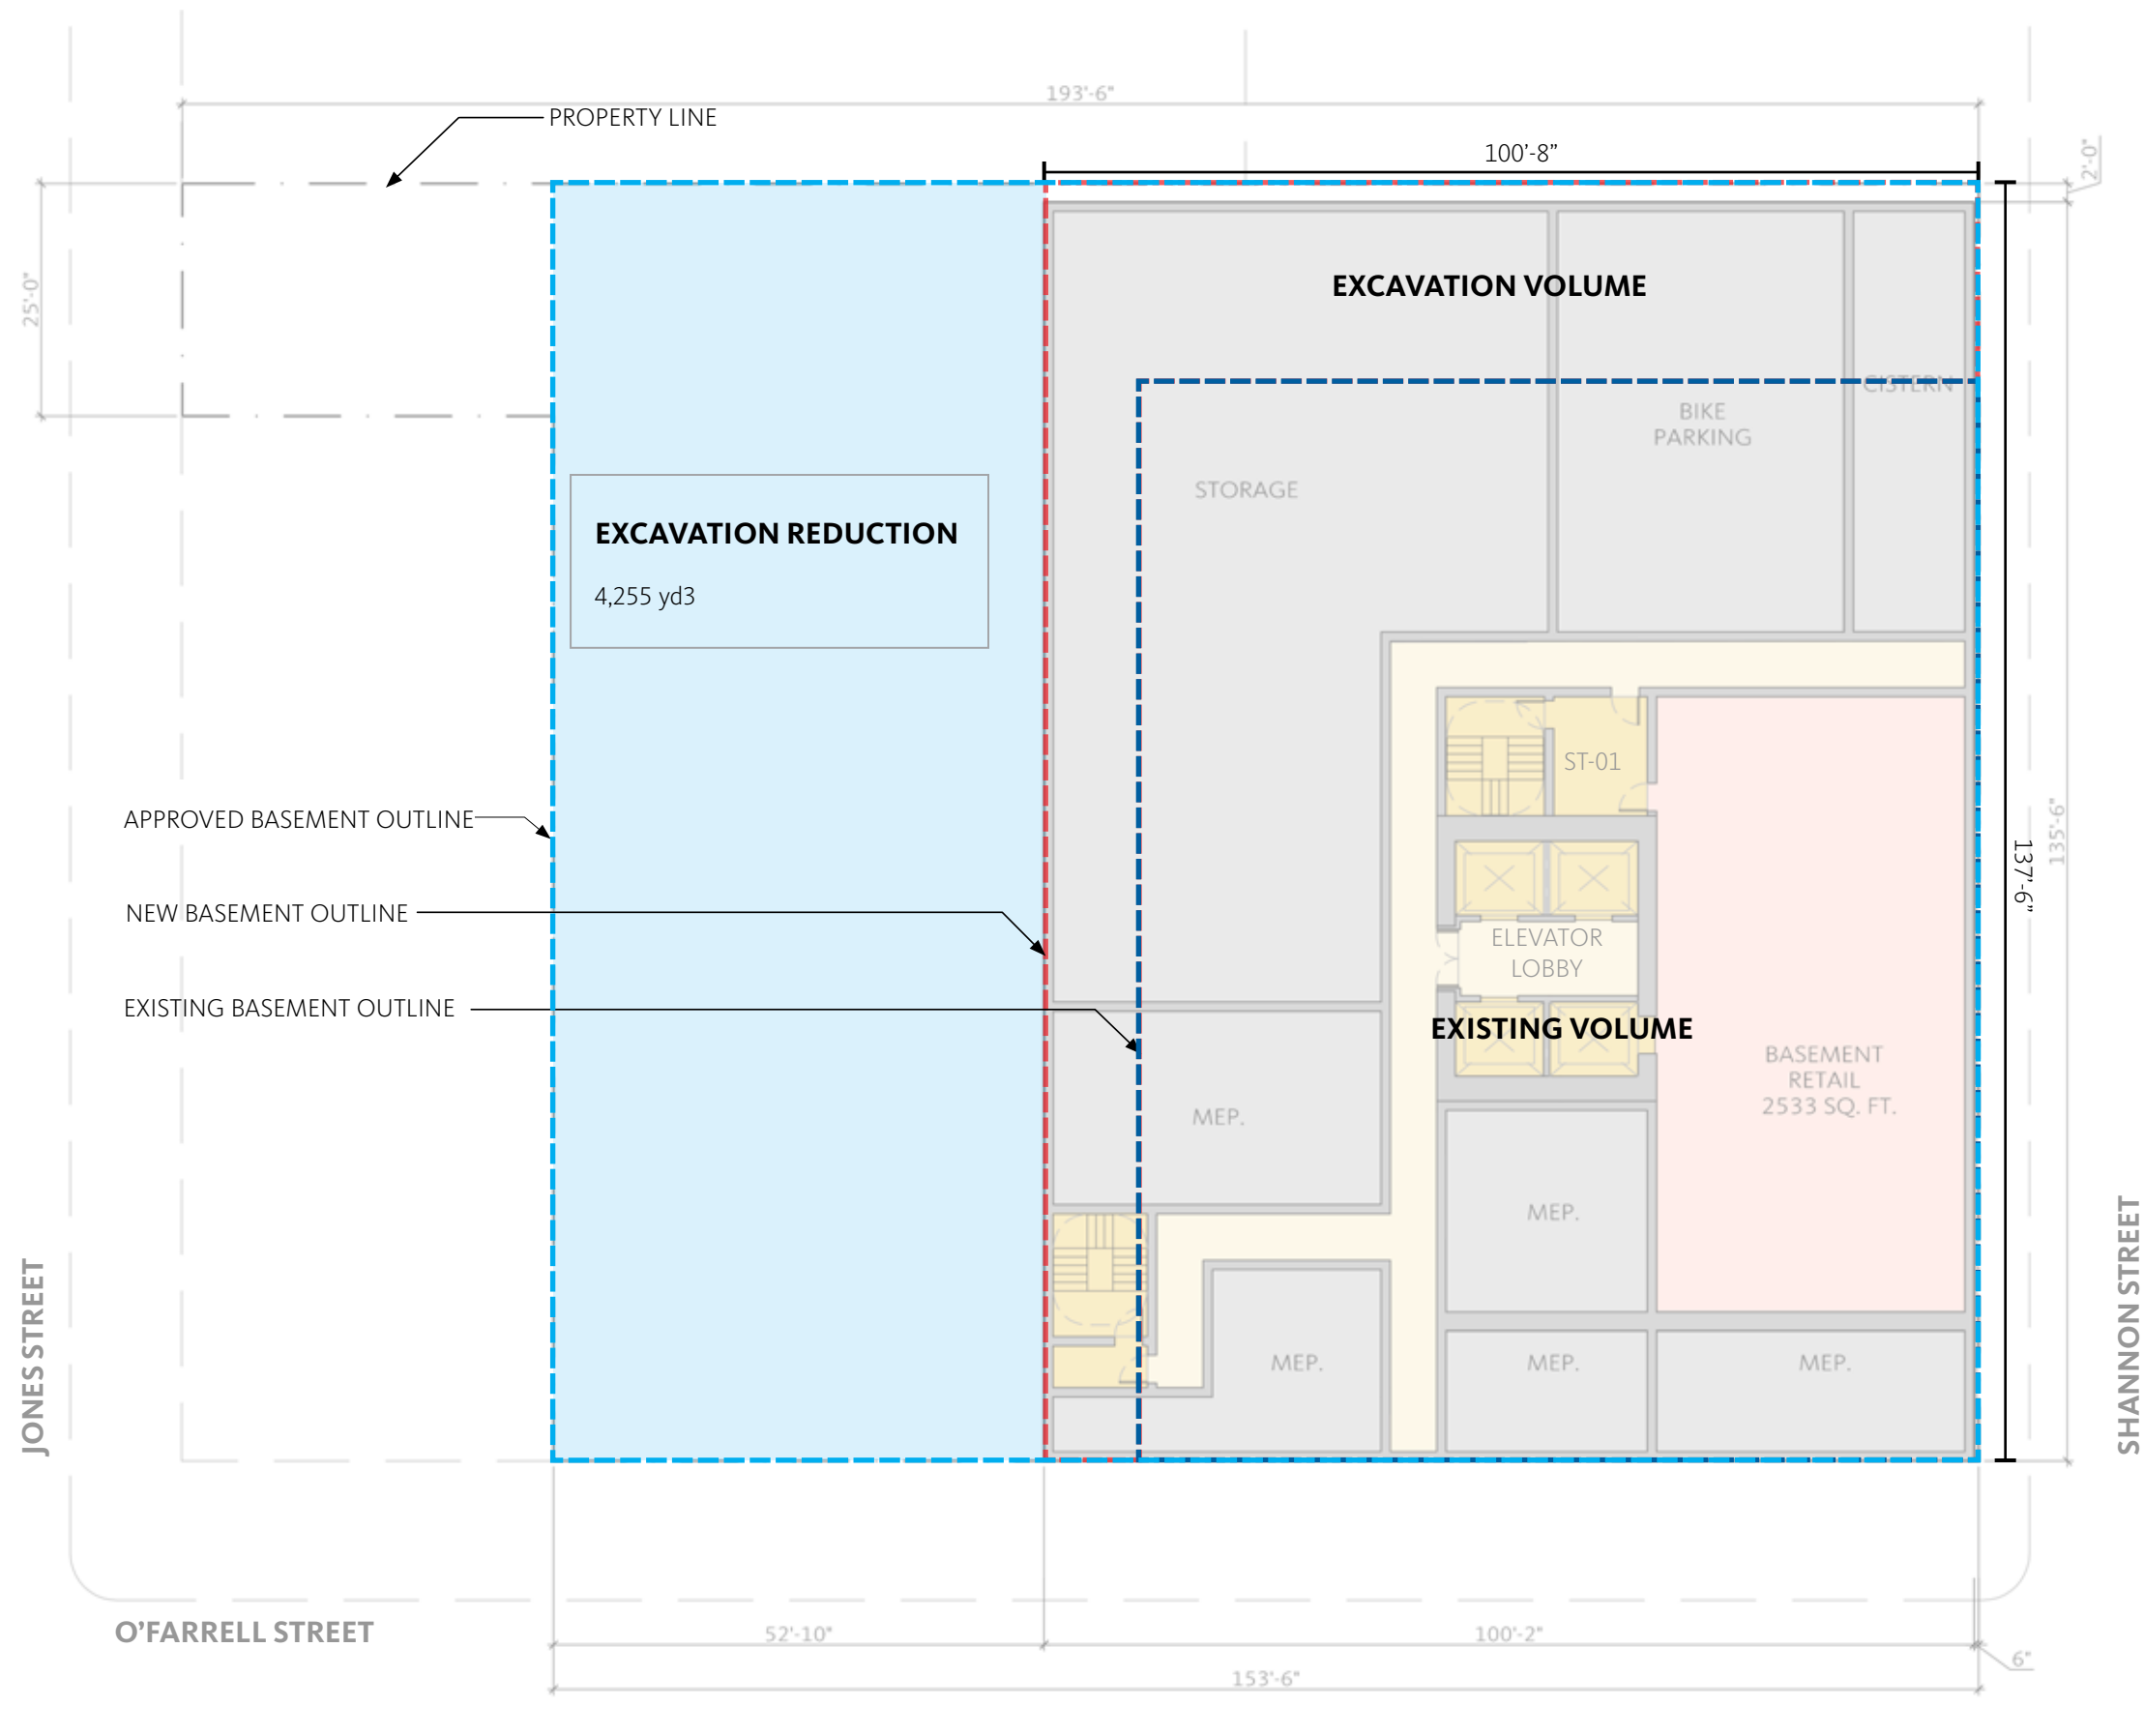 193'-6"
PROPERTY LINE
100'-8”
2'-0"
25'-0"
EXCAVATION VOLUME
CISTERN
BIKE
PARKING
STORAGE
EXCAVATION REDUCTION
4,255 yd3
ST-01
APPROVED BASEMENT OUTLINE
135'-6"
137'-6”
NEW BASEMENT OUTLINE
ELEVATOR
LOBBY
EXISTING BASEMENT OUTLINE
EXISTING VOLUME
BASEMENT
RETAIL
2533 SQ. FT.
MEP.
MEP.
MEP.
MEP.
MEP.
JONES STREET
SHANNON STREET
O’FARRELL STREET
52'-10"
100'-2"
6"
153'-6"